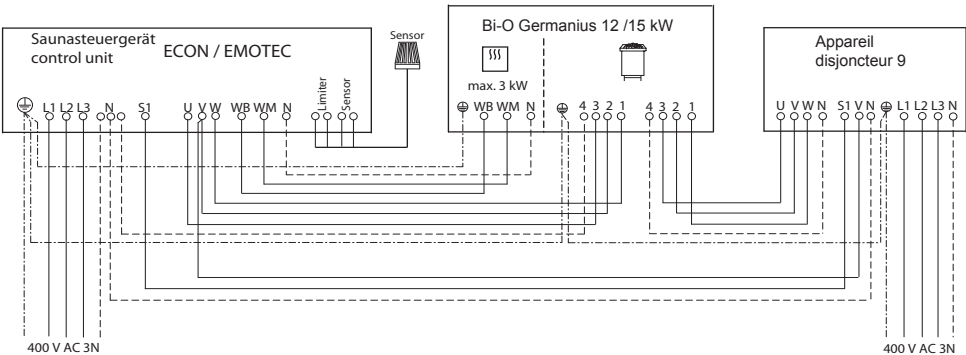 Saunasteuergerät
control unit
ECON / EMOTEC
L1 L2 L3 N S1 U V W WB WM N
Limiter
Sensor
Sensor
Bi-O Germanius 12 /15 kW
max. 3 kW
WB WM N 4 3 2 1 4 3 2 1
Appareil
disjoncteur 9
U V W N S1 V N L1 L2 L3 N
400 V AC 3N
400 V AC 3N